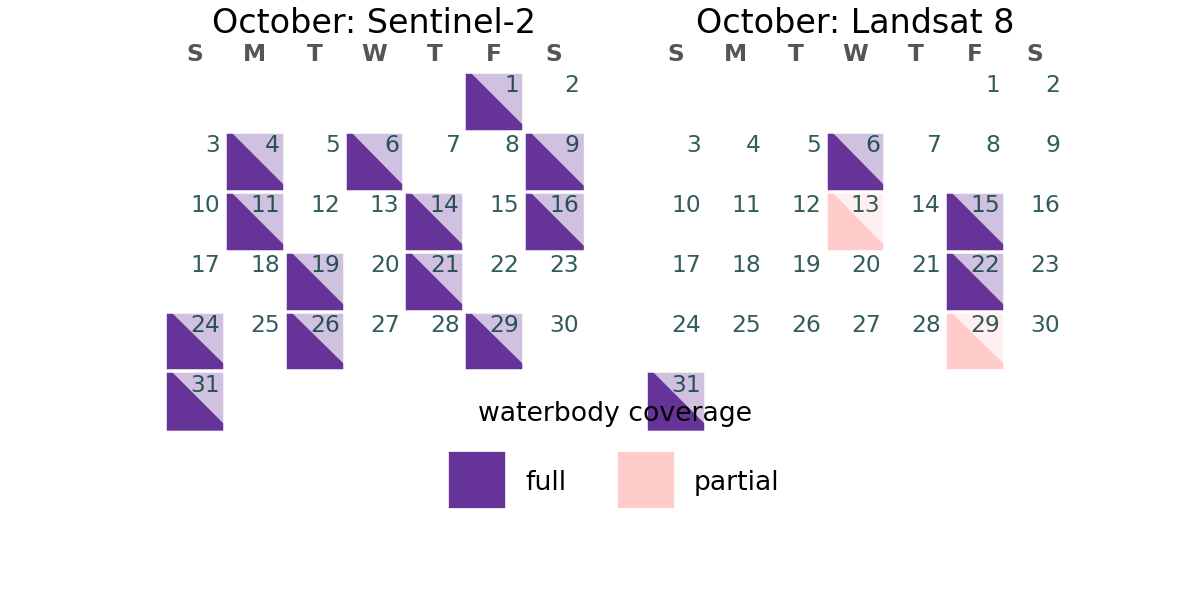 October: Sentinel-2
S M T W T F S
1 2
3 4 5 6 7 8 9
10 11 12 13 14 15 16
17 18 19 20 21 22 23
24 25 26 27 28 29 30
31
October: Landsat 8
S M T W T F S
1 2
3 4 5 6 7 8 9
10 11 12 13 14 15 16
17 18 19 20 21 22 23
24 25 26 27 28 29 30
31
waterbody coverage
full partial